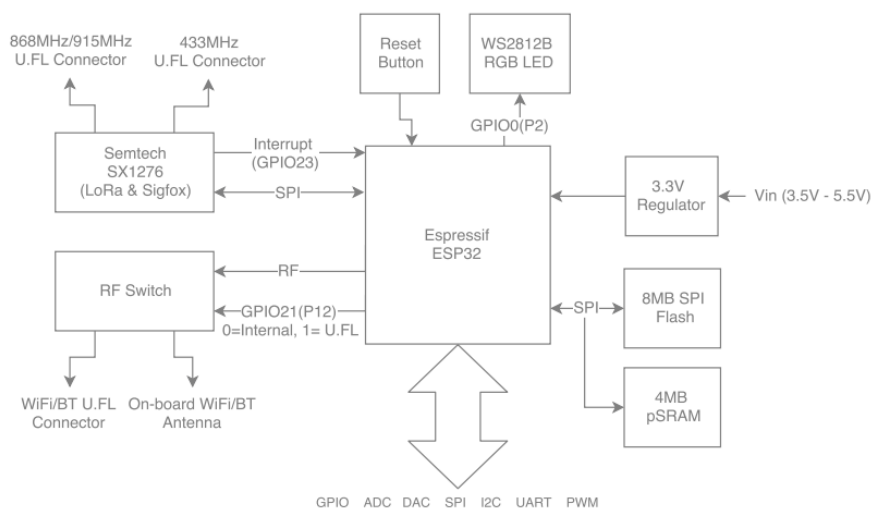 868MHz/915MHz
U.FL Connector
433MHz
U.FL Connector
Reset
Button
WS2812B
RGB LED
GPIO0(P2)
Semtech
SX1276
(LoRa & Sigfox)
Interrupt
(GPIO23)
SPI
Espressif
ESP32
3.3V
Regulator
Vin (3.5V - 5.5V)
RF Switch
RF
GPIO21(P12)
0=Internal, 1= U.FL
SPI
8MB SPI
Flash
4MB
pSRAM
WiFi/BT U.FL
Connector
On-board WiFi/BT
Antenna
GPIO ADC DAC SPI I2C UART PWM